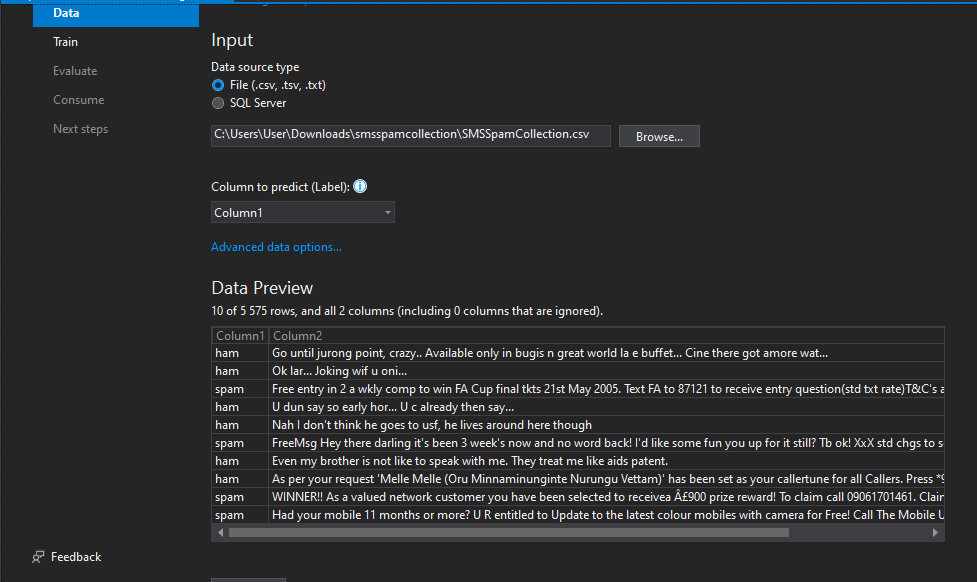 Data
Train
Evaluate
Consume
Next steps
Input
Data source type
File (.csv, .tsv, .txt)
SQL Server
C:\Users\User\Downloads\smsspamcollection\SMSSpamCollection.csv
Browse...
Column to predict (Label):
Column1
Advanced data options...
Data Preview
10 of 5 575 rows, and all 2 columns (including 0 columns that are ignored).
Column1 Column2
ham Go until jurong point, crazy.. Available only in bugis n great world la e buffet... Cine there got amore wat...
ham Ok lar... Joking wif u oni...
spam Free entry in 2 a wkly comp to win FA Cup final tkts 21st May 2005. Text FA to 87121 to receive entry question(std txt rate)T&C's a
ham U dun say so early hor... U c already then say...
ham Nah I don't think he goes to usf, he lives around here though
spam FreeMsg Hey there darling it's been 3 week's now and no word back! I'd like some fun you up for it still? Tb ok! XxX std chgs to s
ham Even my brother is not like to speak with me. They treat me like aids patent.
ham As per your request 'Melle Melle (Oru Minnaminunginte Nurungu Vettam)' has been set as your callertune for all Callers. Press *9
spam WINNER!! As a valued network customer you have been selected to receivea Â£900 prize reward! To claim call 09061701461. Clain
spam Had your mobile 11 months or more? U R entitled to Update to the latest colour mobiles with camera for Free! Call The Mobile U
Feedback